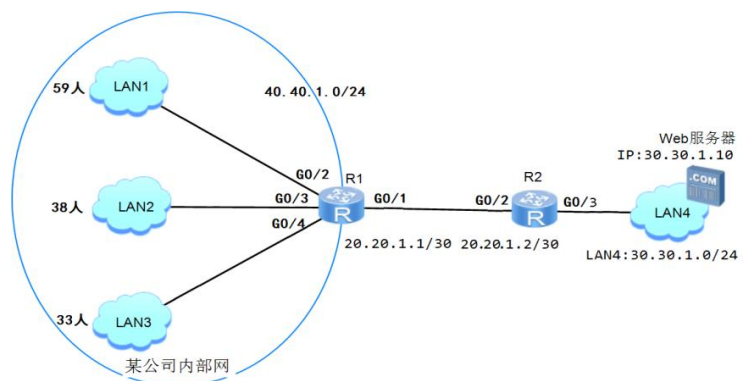 59人
LAN1
40.40.1.0/24
G0/2
R1
38人
LAN2
G0/3
R
G0/1
G0/4
20.20.1.1/30
R2
G0/2
R
G0/3
20.20.1.2/30
Web服务器
IP:30.30.1.10
.COM
LAN4
LAN4:30.30.1.0/24
33人
LAN3
某公司内部网